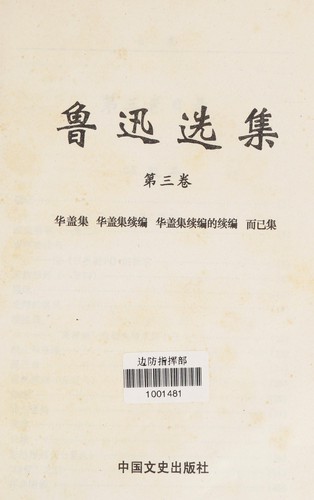 鲁迅选集
第三卷
华盖集 华盖集续编 华盖集续编的续编 而已集
边防指挥部
1001481
中国文史出版社